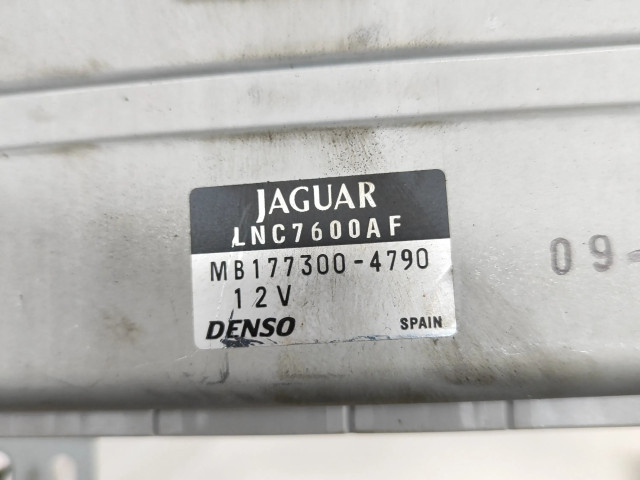 JAGUAR
LNC7600AF
MB177300-4790
12V
DENSO SPAIN
09-